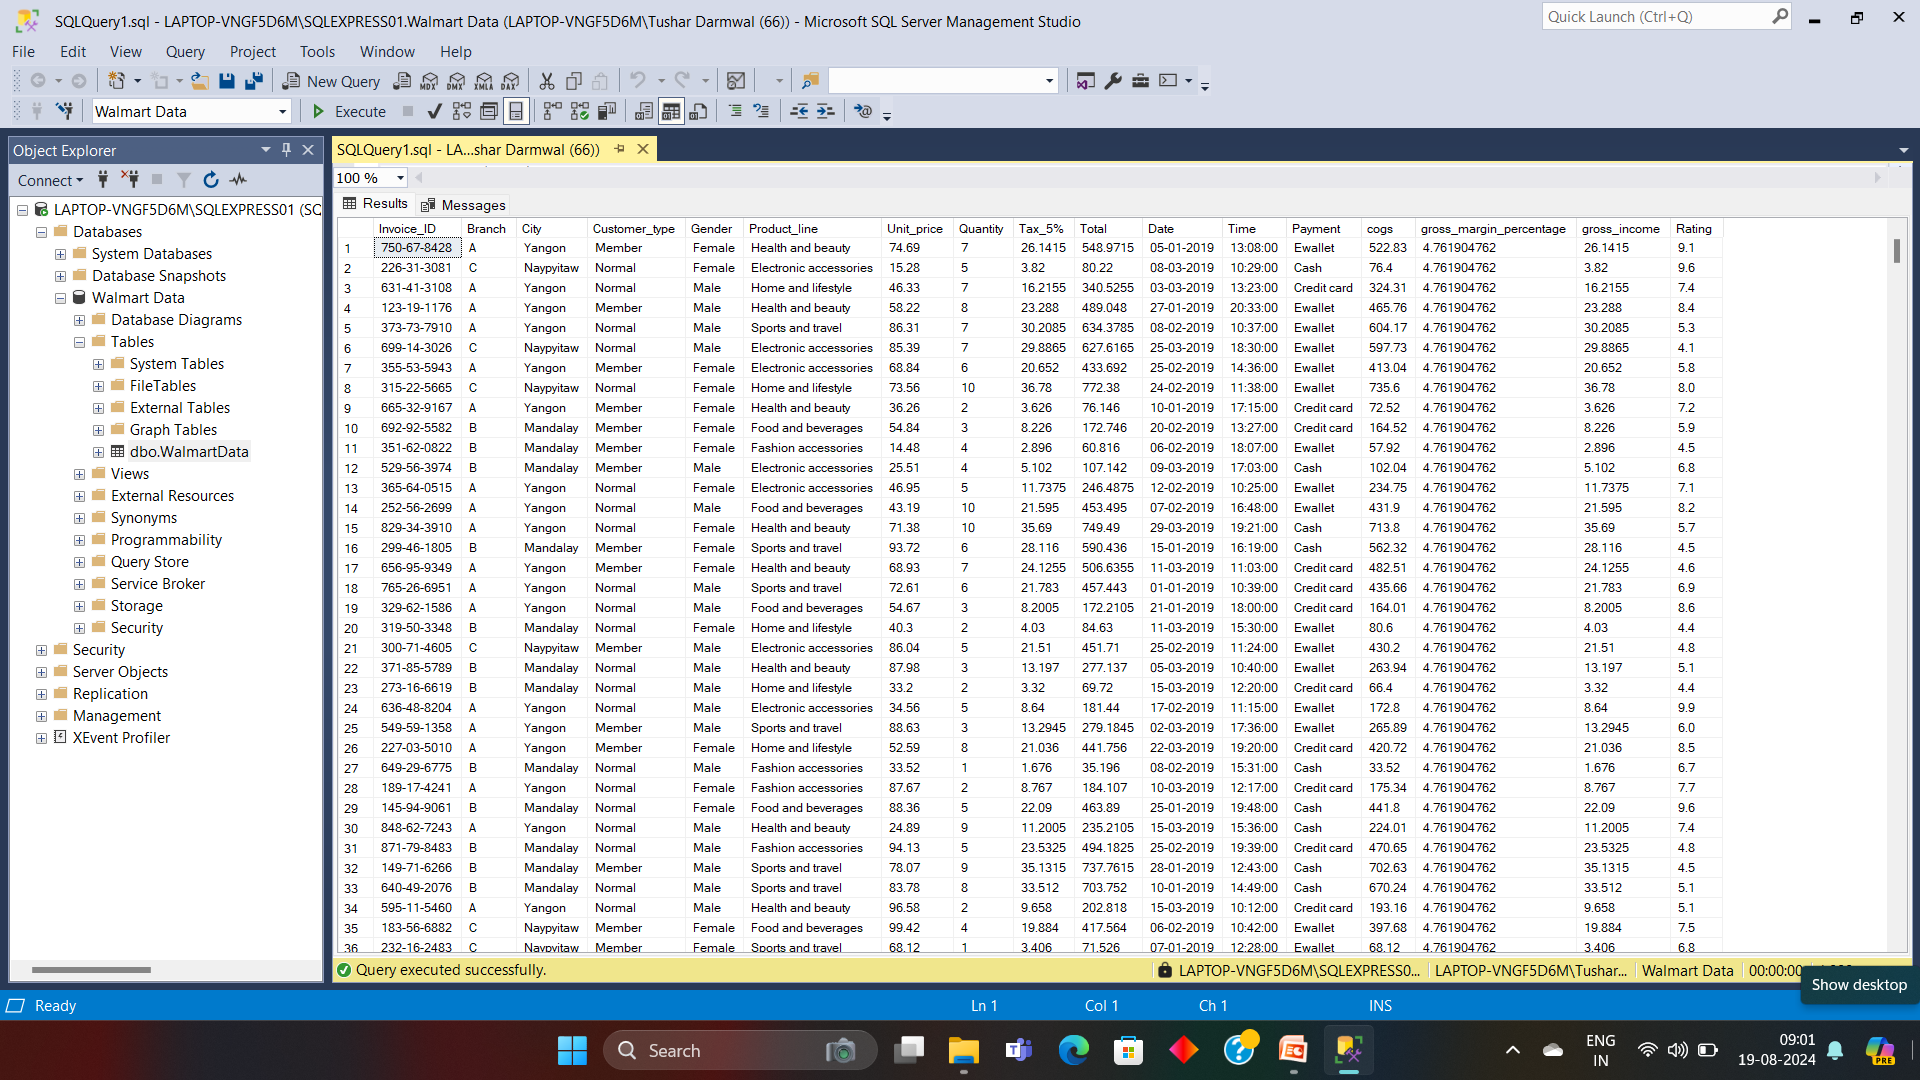 SQLQuery1.sql - LAPTOP-VNGF5D6M\SQLEXPRESS01.Walmart Data (LAPTOP-VNGF5D6M\Tushar Darmwal (66)) - Microsoft SQL Server Management Studio
Quick Launch (Ctrl+Q)
File Edit View Query Project Tools Window Help
New Query MDX DMX XMLA DAX
Walmart Data Execute
Object Explorer
SQLQuery1.sql - LA...shar Darmwal (66))
Connect
100 %
Results Messages
LAPTOP-VNGF5D6M\SQLEXPRESS01 (SQ
Databases
System Databases
Database Snapshots
Walmart Data
Database Diagrams
Tables
System Tables
FileTables
External Tables
Graph Tables
dbo.WalmartData
Views
External Resources
Synonyms
Programmability
Query Store
Service Broker
Storage
Security
Security
Server Objects
Replication
Management
XEvent Profiler
Invoice_ID Branch City Customer_type Gender Product_line Unit_price Quantity Tax_5% Total Date Time Payment cogs gross_margin_percentage gross_income Rating
1 750-67-8428 A Yangon Member Female Health and beauty 74.69 7 26.1415 548.9715 05-01-2019 13:08:00 Ewallet 522.83 4.761904762 26.1415 9.1
2 226-31-3081 C Naypyitaw Normal Female Electronic accessories 15.28 5 3.82 80.22 08-03-2019 10:29:00 Cash 76.4 4.761904762 3.82 9.6
3 631-41-3108 A Yangon Normal Male Home and lifestyle 46.33 7 16.2155 340.5255 03-03-2019 13:23:00 Credit card 324.31 4.761904762 16.2155 7.4
4 123-19-1176 A Yangon Member Male Health and beauty 58.22 8 23.288 489.048 27-01-2019 20:33:00 Ewallet 465.76 4.761904762 23.288 8.4
5 373-73-7910 A Yangon Normal Male Sports and travel 86.31 7 30.2085 634.3785 08-02-2019 10:37:00 Ewallet 604.17 4.761904762 30.2085 5.3
6 699-14-3026 C Naypyitaw Normal Male Electronic accessories 85.39 7 29.8865 627.6165 25-03-2019 18:30:00 Ewallet 597.73 4.761904762 29.8865 4.1
7 355-53-5943 A Yangon Member Female Electronic accessories 68.84 6 20.652 433.692 25-02-2019 14:36:00 Ewallet 413.04 4.761904762 20.652 5.8
8 315-22-5665 C Naypyitaw Normal Female Home and lifestyle 73.56 10 36.78 772.38 24-02-2019 11:38:00 Ewallet 735.6 4.761904762 36.78 8.0
9 665-32-9167 A Yangon Member Female Health and beauty 36.26 2 3.626 76.146 10-01-2019 17:15:00 Credit card 72.52 4.761904762 3.626 7.2
10 692-92-5582 B Mandalay Member Female Food and beverages 54.84 3 8.226 172.746 20-02-2019 13:27:00 Credit card 164.52 4.761904762 8.226 5.9
11 351-62-0822 B Mandalay Member Female Fashion accessories 14.48 4 2.896 60.816 06-02-2019 18:07:00 Ewallet 57.92 4.761904762 2.896 4.5
12 529-56-3974 B Mandalay Member Male Electronic accessories 25.51 4 5.102 107.142 09-03-2019 17:03:00 Cash 102.04 4.761904762 5.102 6.8
13 365-64-0515 A Yangon Normal Female Electronic accessories 46.95 5 11.7375 246.4875 12-02-2019 10:25:00 Ewallet 234.75 4.761904762 11.7375 7.1
14 252-56-2699 A Yangon Normal Male Food and beverages 43.19 10 21.595 453.495 07-02-2019 16:48:00 Ewallet 431.9 4.761904762 21.595 8.2
15 829-34-3910 A Yangon Normal Female Health and beauty 71.38 10 35.69 749.49 29-03-2019 19:21:00 Cash 713.8 4.761904762 35.69 5.7
16 299-46-1805 B Mandalay Member Female Sports and travel 93.72 6 28.116 590.436 15-01-2019 16:19:00 Cash 562.32 4.761904762 28.116 4.5
17 656-95-9349 A Yangon Member Female Health and beauty 68.93 7 24.1255 506.6355 11-03-2019 11:03:00 Credit card 482.51 4.761904762 24.1255 4.6
18 765-26-6951 A Yangon Normal Male Sports and travel 72.61 6 21.783 457.443 01-01-2019 10:39:00 Credit card 435.66 4.761904762 21.783 6.9
19 329-62-1586 A Yangon Normal Male Food and beverages 54.67 3 8.2005 172.2105 21-01-2019 18:00:00 Credit card 164.01 4.761904762 8.2005 8.6
20 319-50-3348 B Mandalay Normal Female Home and lifestyle 40.3 2 4.03 84.63 11-03-2019 15:30:00 Ewallet 80.6 4.761904762 4.03 4.4
21 300-71-4605 C Naypyitaw Member Male Electronic accessories 86.04 5 21.51 451.71 25-02-2019 11:24:00 Ewallet 430.2 4.761904762 21.51 4.8
22 371-85-5789 B Mandalay Normal Male Health and beauty 87.98 3 13.197 277.137 05-03-2019 10:40:00 Ewallet 263.94 4.761904762 13.197 5.1
23 273-16-6619 B Mandalay Normal Male Home and lifestyle 33.2 2 3.32 69.72 15-03-2019 12:20:00 Credit card 66.4 4.761904762 3.32 4.4
24 636-48-8204 A Yangon Normal Male Electronic accessories 34.56 5 8.64 181.44 17-02-2019 11:15:00 Ewallet 172.8 4.761904762 8.64 9.9
25 549-59-1358 A Yangon Member Male Sports and travel 88.63 3 13.2945 279.1845 02-03-2019 17:36:00 Ewallet 265.89 4.761904762 13.2945 6.0
26 227-03-5010 A Yangon Member Female Home and lifestyle 52.59 8 21.036 441.756 22-03-2019 19:20:00 Credit card 420.72 4.761904762 21.036 8.5
27 649-29-6775 B Mandalay Normal Male Fashion accessories 33.52 1 1.676 35.196 08-02-2019 15:31:00 Cash 33.52 4.761904762 1.676 6.7
28 189-17-4241 A Yangon Normal Female Fashion accessories 87.67 2 8.767 184.107 10-03-2019 12:17:00 Credit card 175.34 4.761904762 8.767 7.7
29 145-94-9061 B Mandalay Normal Female Food and beverages 88.36 5 22.09 463.89 25-01-2019 19:48:00 Cash 441.8 4.761904762 22.09 9.6
30 848-62-7243 A Yangon Normal Male Health and beauty 24.89 9 11.2005 235.2105 15-03-2019 15:36:00 Cash 224.01 4.761904762 11.2005 7.4
31 871-79-8483 B Mandalay Normal Male Fashion accessories 94.13 5 23.5325 494.1825 25-02-2019 19:39:00 Credit card 470.65 4.761904762 23.5325 4.8
32 149-71-6266 B Mandalay Member Male Sports and travel 78.07 9 35.1315 737.7615 28-01-2019 12:43:00 Cash 702.63 4.761904762 35.1315 4.5
33 640-49-2076 B Mandalay Normal Male Sports and travel 83.78 8 33.512 703.752 10-01-2019 14:49:00 Cash 670.24 4.761904762 33.512 5.1
34 595-11-5460 A Yangon Normal Male Health and beauty 96.58 2 9.658 202.818 15-03-2019 10:12:00 Credit card 193.16 4.761904762 9.658 5.1
35 183-56-6882 C Naypyitaw Member Female Food and beverages 99.42 4 19.884 417.564 06-02-2019 10:42:00 Ewallet 397.68 4.761904762 19.884 7.5
36 232-16-2483 C Naypyitaw Member Female Sports and travel 68.12 1 3.406 71.526 07-01-2019 12:28:00 Ewallet 68.12 4.761904762 3.406 6.8
Query executed successfully. LAPTOP-VNGF5D6M\SQLEXPRESS0... LAPTOP-VNGF5D6M\Tushar... Walmart Data 00:00:00
Show desktop
Ready Ln 1 Col 1 Ch 1 INS
Search
ENG
IN
09:01
19-08-2024
PRE